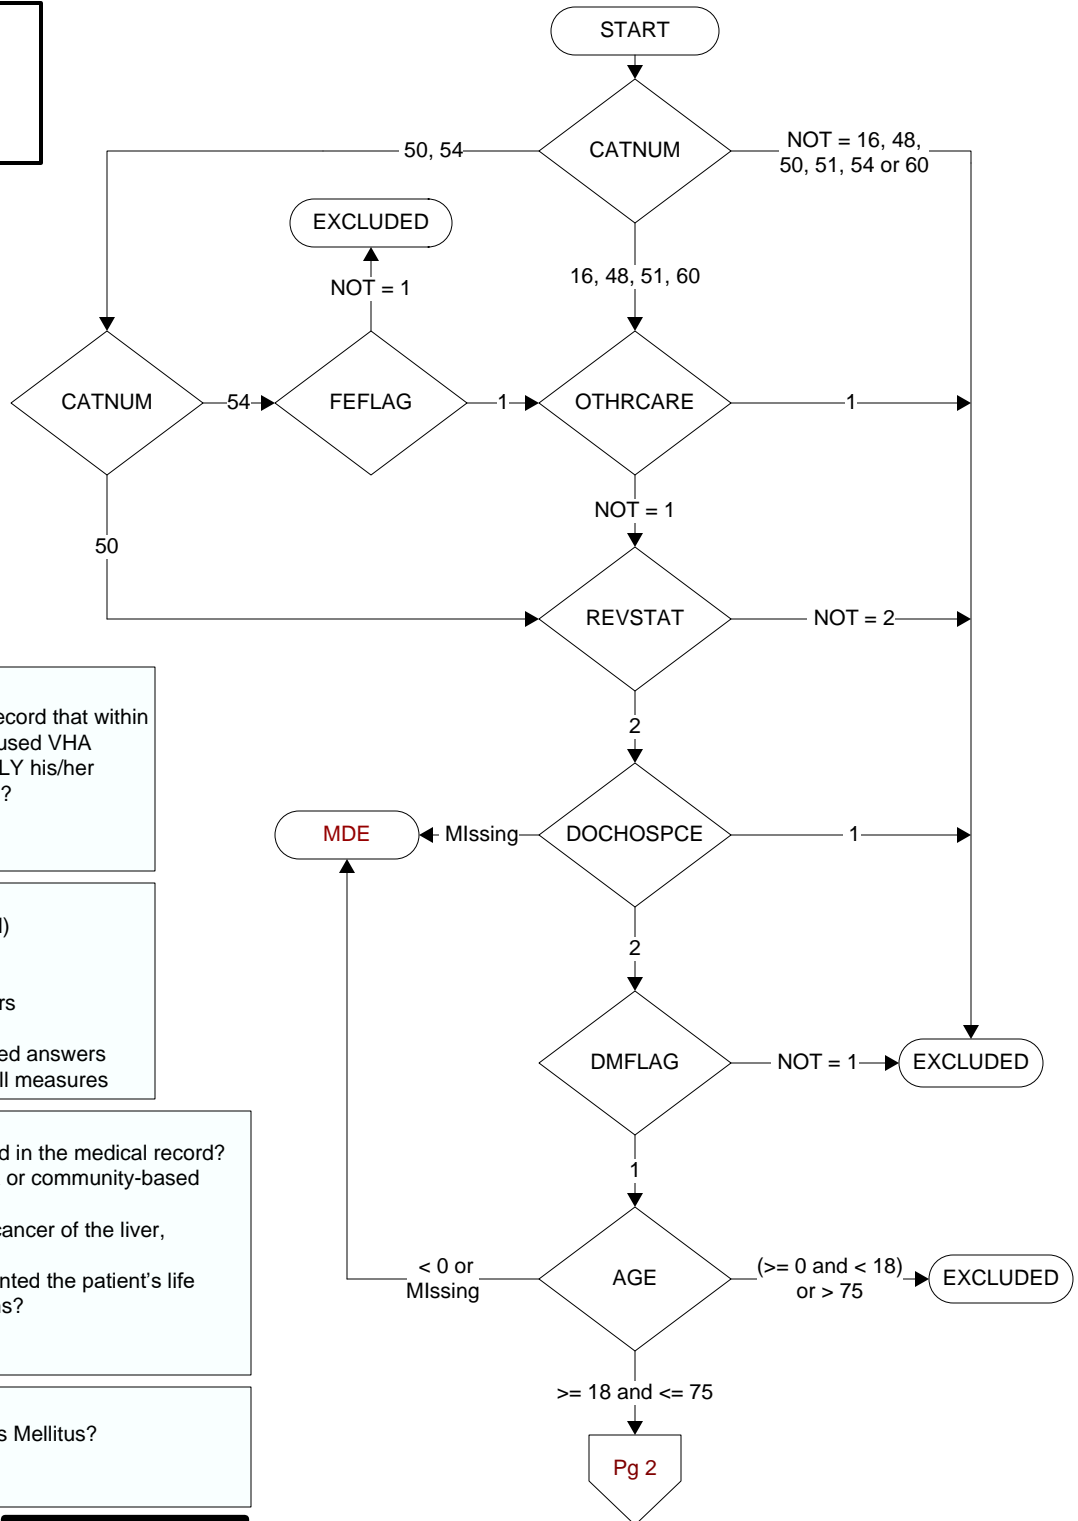 START
CATNUM
50, 54
NOT = 16, 48,
50, 51, 54 or 60
EXCLUDED
NOT = 1
16, 48, 51, 60
CATNUM
54
FEFLAG
1
OTHRCARE
1
NOT = 1
50
REVSTAT
NOT = 2
2
ecord that within
used VHA
LY his/her
?
MDE
MIssing
DOCHOSPCE
1
2
)
rs
ed answers
ll measures
DMFLAG
NOT = 1
EXCLUDED
1
d in the medical record?
or community-based
cancer of the liver,
nted the patient's life
s?
< 0 or
MIssing
AGE
(>= 0 and < 18)
or > 75
EXCLUDED
>= 18 and <= 75
s Mellitus?
Pg 2